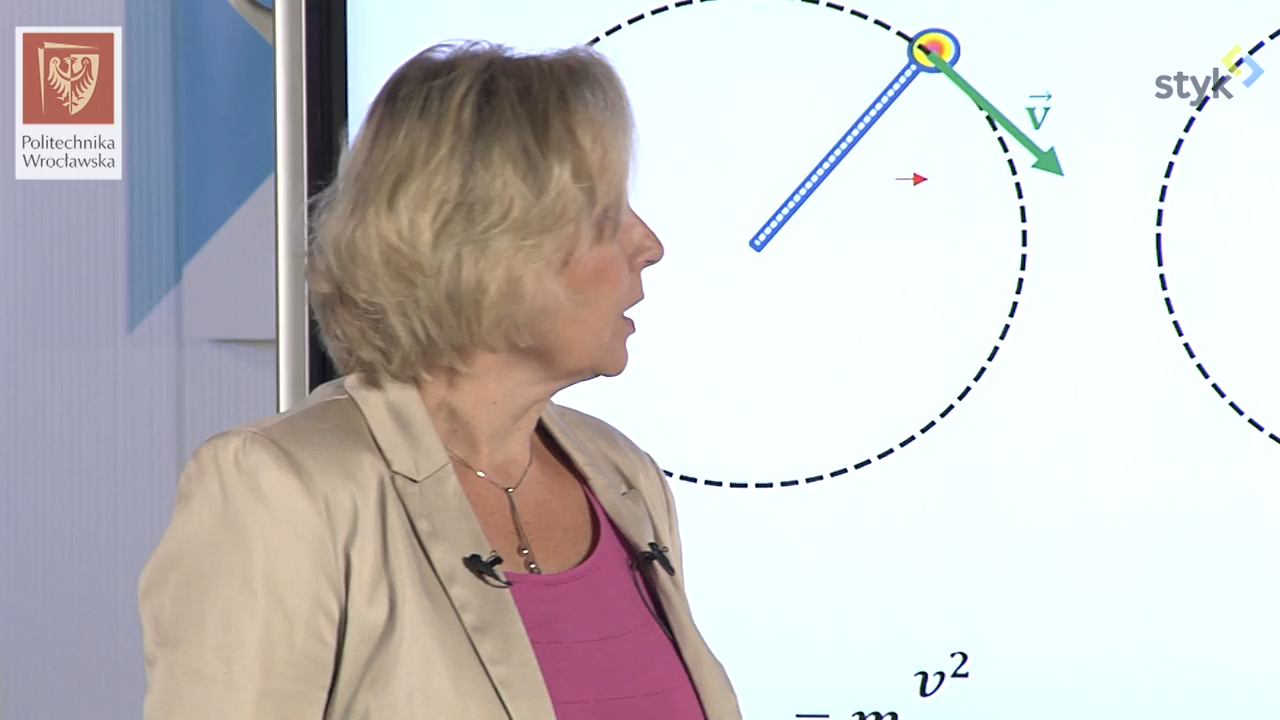 Politechnika
Wrocławska
styk
v⃗
v²
= m